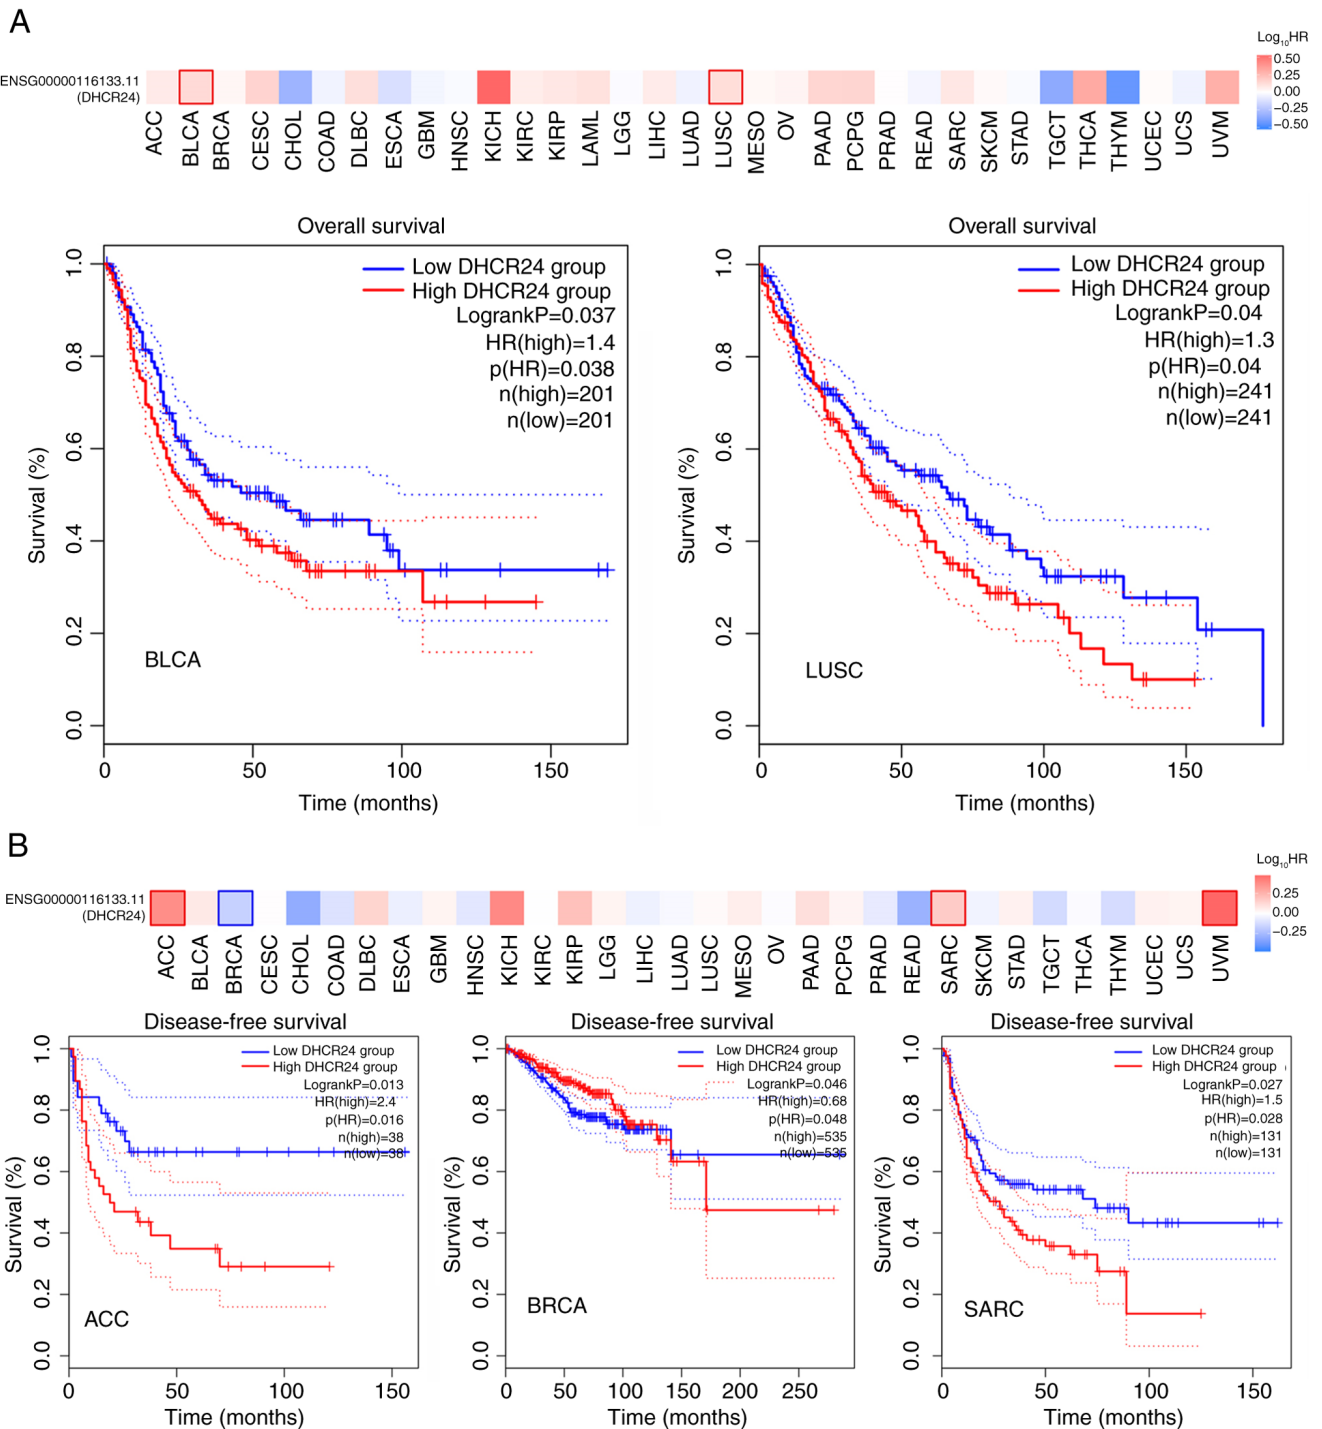 A
Log10HR
ENSG00000116133.11
(DHCR24)
0.50
0.25
0.00
−0.25
−0.50
ACC BLCA BRCA CESC CHOL COAD DLBC ESCA GBM HNSC KICH KIRC KIRP LAML LGG LIHC LUAD LUSC MESO OV PAAD PCPG PRAD READ SARC SKCM STAD TGCT THCA THYM UCEC UCS UVM
Overall survival
Low DHCR24 group
High DHCR24 group
LogrankP=0.037
HR(high)=1.4
p(HR)=0.038
n(high)=201
n(low)=201
BLCA
Survival (%)
1.0
0.8
0.6
0.4
0.2
0.0
0 50 100 150
Time (months)
Overall survival
Low DHCR24 group
High DHCR24 group
LogrankP=0.04
HR(high)=1.3
p(HR)=0.04
n(high)=241
n(low)=241
LUSC
Survival (%)
1.0
0.8
0.6
0.4
0.2
0.0
0 50 100 150
Time (months)
B
Log10HR
ENSG00000116133.11
(DHCR24)
0.25
0.00
−0.25
ACC BLCA BRCA CESC CHOL COAD DLBC ESCA GBM HNSC KICH KIRC KIRP LGG LIHC LUAD LUSC MESO OV PAAD PCPG PRAD READ SARC SKCM STAD TGCT THCA THYM UCEC UCS UVM
Disease-free survival
Low DHCR24 group
High DHCR24 group
LogrankP=0.013
HR(high)=2.4
p(HR)=0.016
n(high)=38
n(low)=38
ACC
Survival (%)
1.0
0.8
0.6
0.4
0.2
0.0
0 50 100 150
Time (months)
Disease-free survival
Low DHCR24 group
High DHCR24 group
LogrankP=0.046
HR(high)=0.68
p(HR)=0.048
n(high)=535
n(low)=535
BRCA
Survival (%)
1.0
0.8
0.6
0.4
0.2
0.0
0 50 100 150 200 250
Time (months)
Disease-free survival
Low DHCR24 group
High DHCR24 group
LogrankP=0.027
HR(high)=1.5
p(HR)=0.028
n(high)=131
n(low)=131
SARC
Survival (%)
1.0
0.8
0.6
0.4
0.2
0.0
0 50 100 150
Time (months)